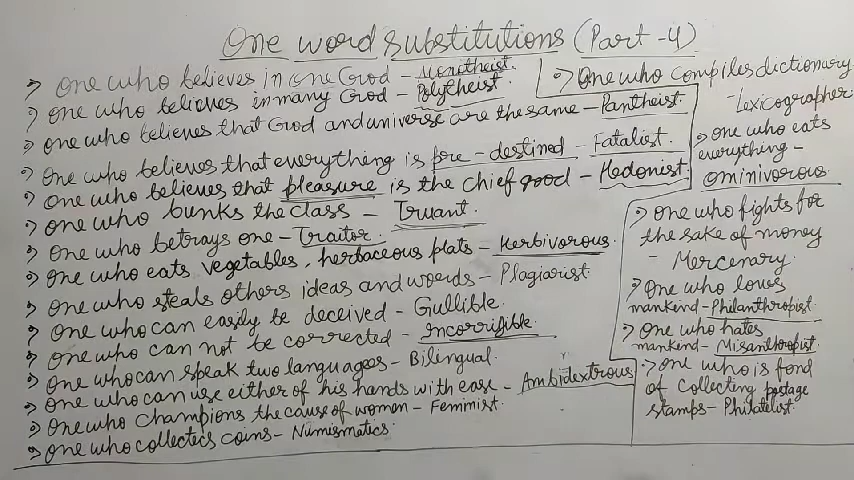 One word substitutions (Part -4)
One who believes in one God - Monotheist.
One who believes in many God - Polytheist.
One who believes that God and universe are the same - Pantheist.
One who believes that everything is pre - destined - Fatalist.
One who believes that pleasure is the chief good - Hedonist.
One who bunks the class - Truant.
One who betrays one - Traitor.
One who eats vegetables, herbaceous plats - Herbivorous.
One who steals others ideas and words - Plagiarist.
One who can easily be deceived - Gullible.
One who can not be corrected - Incorrifible.
One who can speak two languages - Bilingual.
One who can use either of his hands with ease - Ambidextrous
One who champions the cause of women - Feminist.
One who collectcs coins - Numismatics.
One who compiles dictionary
- Lexicographer.
One who eats
everything -
Ominivorous.
One who fights for
the sake of money
- Mercenary.
One who loves
mankind - Philanthropist.
One who hates
mankind - Misanthropist
One who is fond
of collecting postage
stamps - Philatelist.